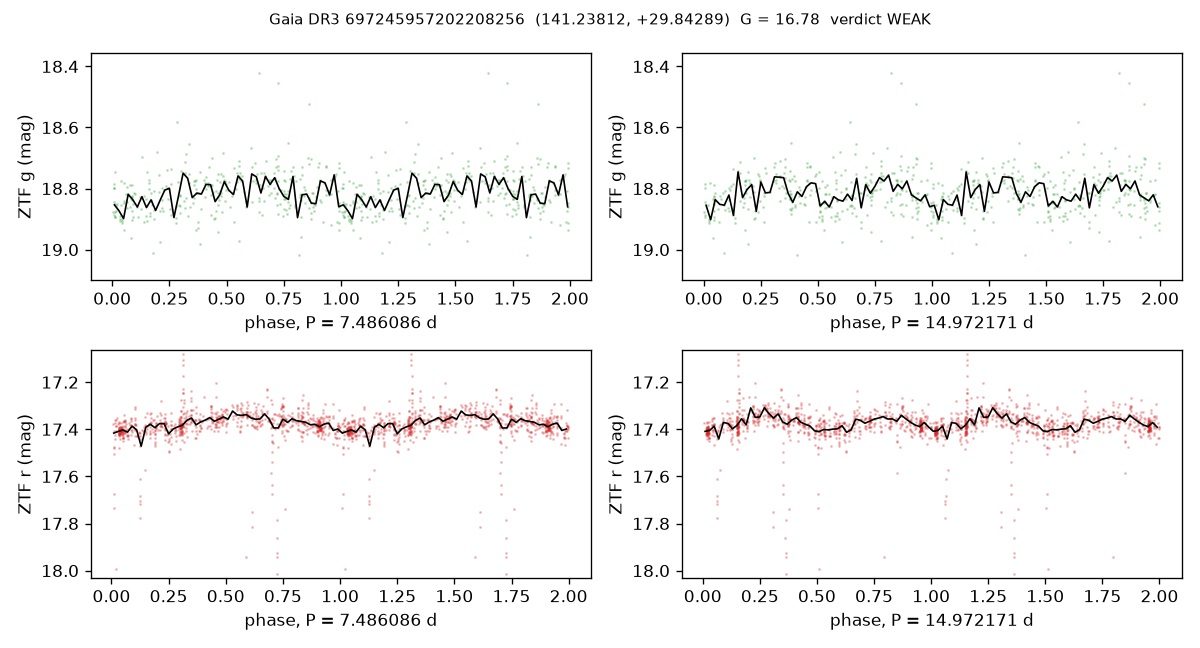 Gaia DR3 697245957202208256 (141.23812, +29.84289) G = 16.78 verdict WEAK
ZTF g (mag)
18.4
18.6
18.8
19.0
0.00 0.25 0.50 0.75 1.00 1.25 1.50 1.75 2.00
phase, P = 7.486086 d
ZTF g (mag)
18.4
18.6
18.8
19.0
0.00 0.25 0.50 0.75 1.00 1.25 1.50 1.75 2.00
phase, P = 14.972171 d
ZTF r (mag)
17.2
17.4
17.6
17.8
18.0
0.00 0.25 0.50 0.75 1.00 1.25 1.50 1.75 2.00
phase, P = 7.486086 d
ZTF r (mag)
17.2
17.4
17.6
17.8
18.0
0.00 0.25 0.50 0.75 1.00 1.25 1.50 1.75 2.00
phase, P = 14.972171 d